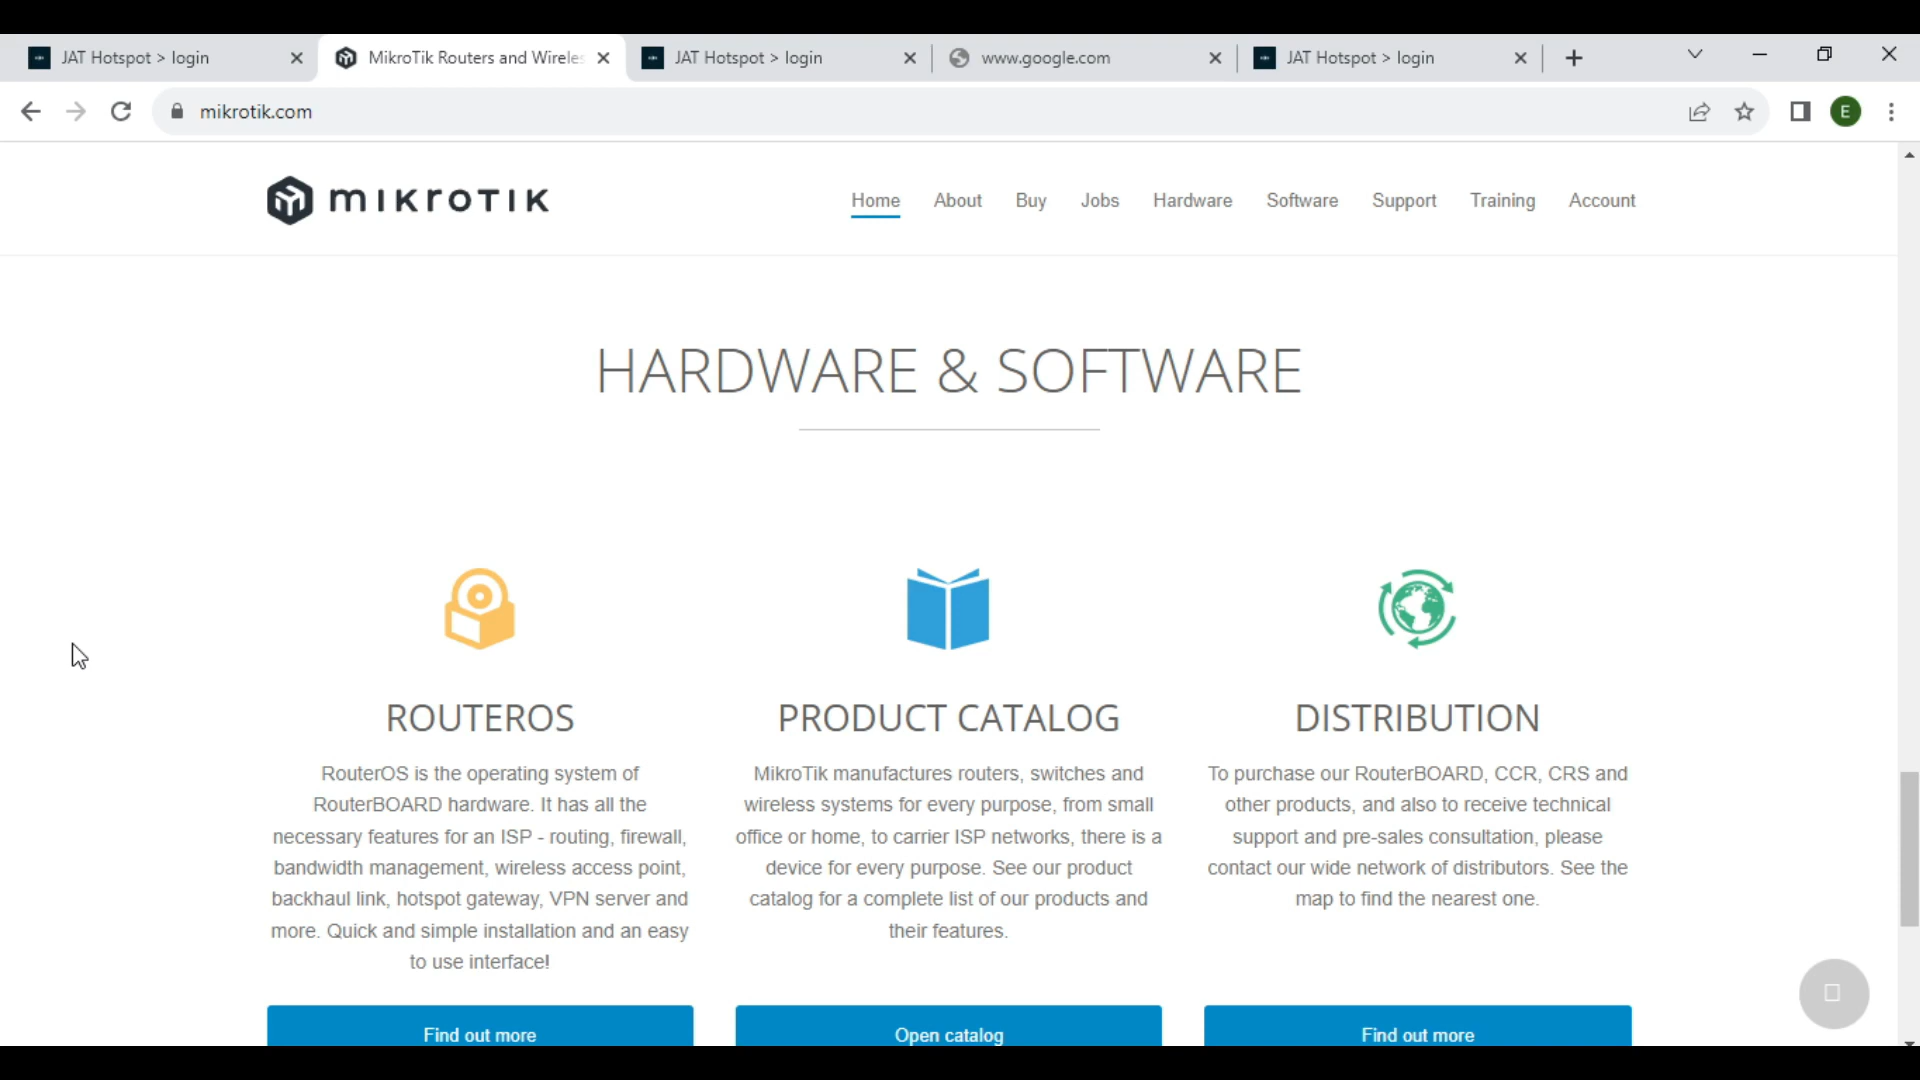 JAT Hotspot > login
MikroTik Routers and Wireles
JAT Hotspot > login
www.google.com
JAT Hotspot > login
mikrotik.com
E
mikrotik
Home
About
Buy
Jobs
Hardware
Software
Support
Training
Account
HARDWARE & SOFTWARE
ROUTEROS
RouterOS is the operating system of
RouterBOARD hardware. It has all the
necessary features for an ISP - routing, firewall,
bandwidth management, wireless access point,
backhaul link, hotspot gateway, VPN server and
more. Quick and simple installation and an easy
to use interface!
Find out more
PRODUCT CATALOG
MikroTik manufactures routers, switches and
wireless systems for every purpose, from small
office or home, to carrier ISP networks, there is a
device for every purpose. See our product
catalog for a complete list of our products and
their features.
Open catalog
DISTRIBUTION
To purchase our RouterBOARD, CCR, CRS and
other products, and also to receive technical
support and pre-sales consultation, please
contact our wide network of distributors. See the
map to find the nearest one.
Find out more